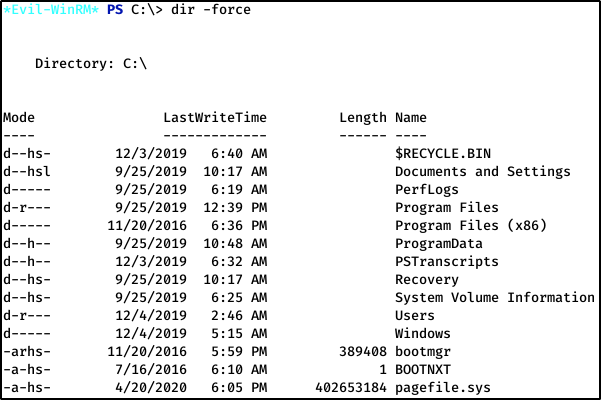 *Evil-WinRM* PS C:\> dir -force
Directory: C:\
Mode LastWriteTime Length Name
---- ------------- ------ ----
d--hs- 12/3/2019 6:40 AM $RECYCLE.BIN
d--hsl 9/25/2019 10:17 AM Documents and Settings
d----- 9/25/2019 6:19 AM PerfLogs
d-r--- 9/25/2019 12:39 PM Program Files
d----- 11/20/2016 6:36 PM Program Files (x86)
d--h-- 9/25/2019 10:48 AM ProgramData
d--h-- 12/3/2019 6:32 AM PSTranscripts
d--hs- 9/25/2019 10:17 AM Recovery
d--hs- 9/25/2019 6:25 AM System Volume Information
d-r--- 12/4/2019 2:46 AM Users
d----- 12/4/2019 5:15 AM Windows
-arhs- 11/20/2016 5:59 PM 389408 bootmgr
-a-hs- 7/16/2016 6:10 AM 1 BOOTNXT
-a-hs- 4/20/2020 6:05 PM 402653184 pagefile.sys